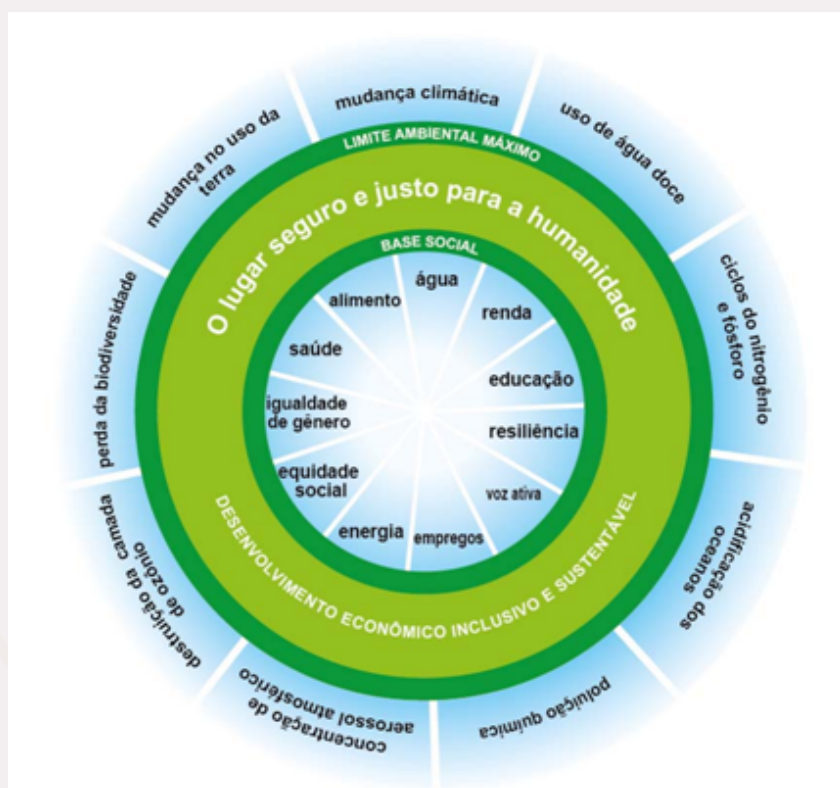 mudança climática
uso de água doce
ciclos do nitrogênio
e fósforo
acidificação dos
oceanos
poluição química
concentração de
aerossol atmosférico
destruição da camada
de ozônio
perda da biodiversidade
mudança no uso da
terra
LIMITE AMBIENTAL MÁXIMO
O lugar seguro e justo para a humanidade
BASE SOCIAL
água
renda
educação
resiliência
voz ativa
empregos
energia
equidade
social
igualdade
de gênero
saúde
alimento
DESENVOLVIMENTO ECONÔMICO INCLUSIVO E SUSTENTÁVEL